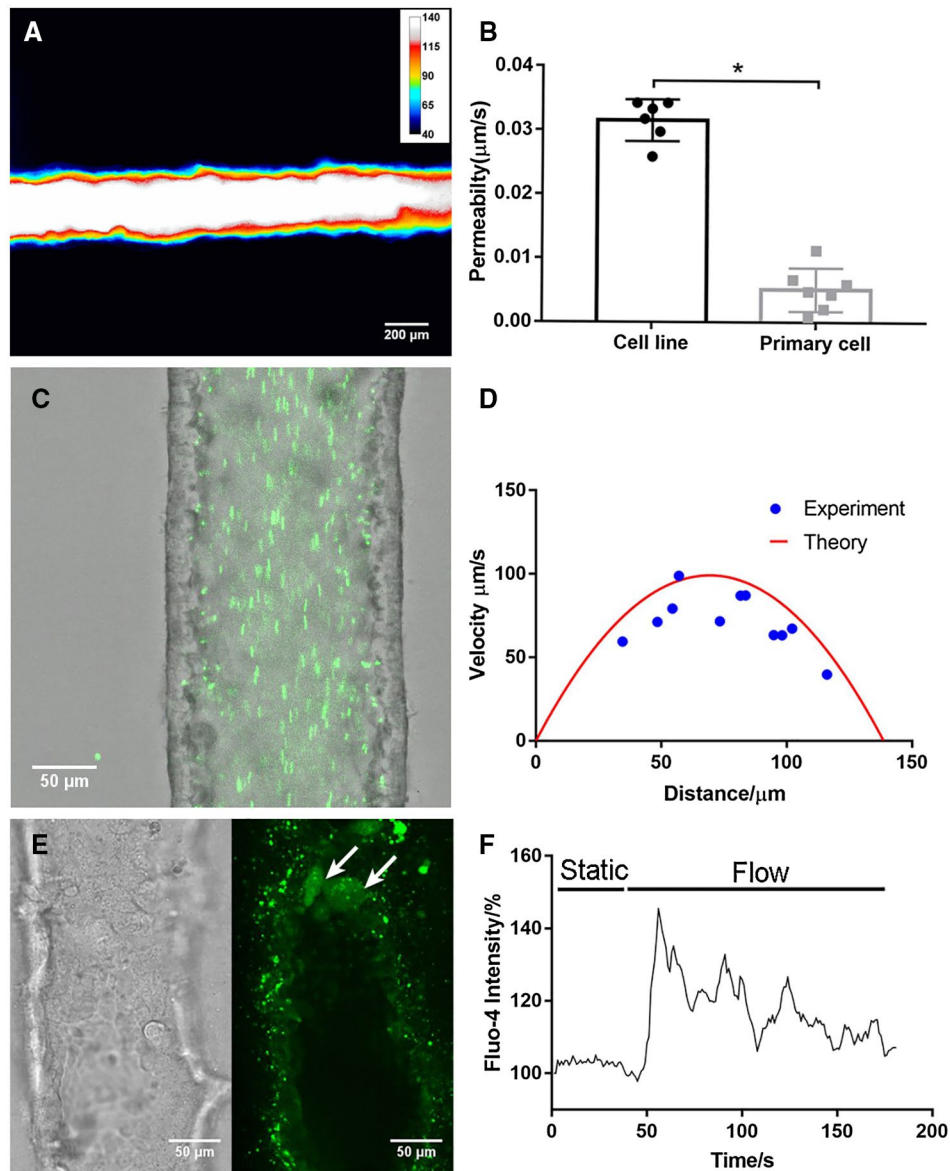 A
140
115
90
65
40
200 µm
B
Permeabilty(µm/s)
0.04
0.03
0.02
0.01
0.00
*
Cell line
Primary cell
C
50 µm
D
Velocity µm/s
150
100
50
0
Experiment
Theory
0
50
100
150
Distance/µm
E
50 µm
50 µm
F
Fluo-4 Intensity/%
160
140
120
100
Static
Flow
0
50
100
150
200
Time/s